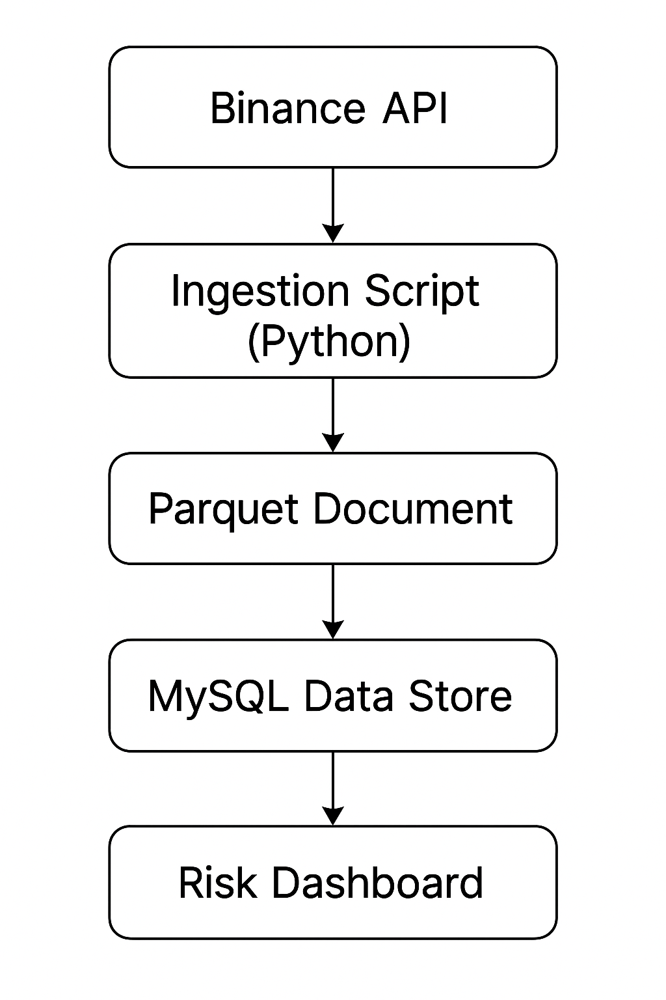 Binance API
Ingestion Script
(Python)
Parquet Document
MySQL Data Store
Risk Dashboard